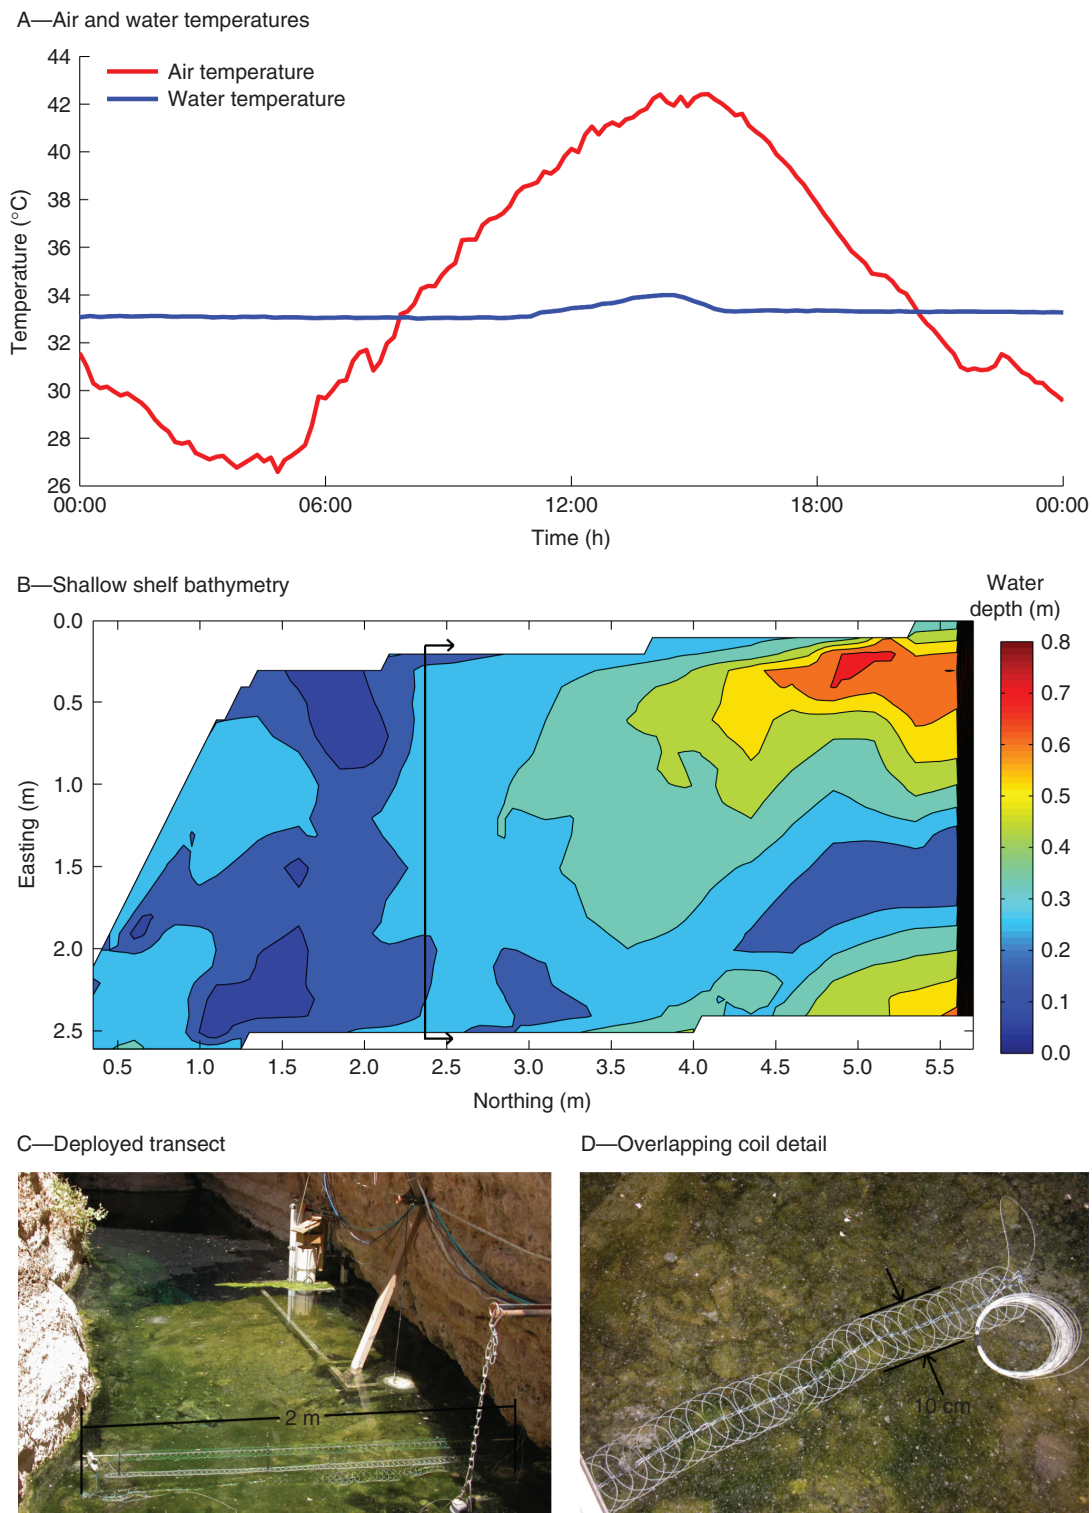 A—Air and water temperatures
44
42
40
38
36
34
32
30
28
26
Temperature (°C)
Air temperature
Water temperature
00:00 06:00 12:00 18:00 00:00
Time (h)
B—Shallow shelf bathymetry
Water
depth (m)
0.0
0.5
1.0
1.5
2.0
2.5
Easting (m)
0.5 1.0 1.5 2.0 2.5 3.0 3.5 4.0 4.5 5.0 5.5
Northing (m)
0.8
0.7
0.6
0.5
0.4
0.3
0.2
0.1
0.0
C—Deployed transect
2 m
D—Overlapping coil detail
10 cm